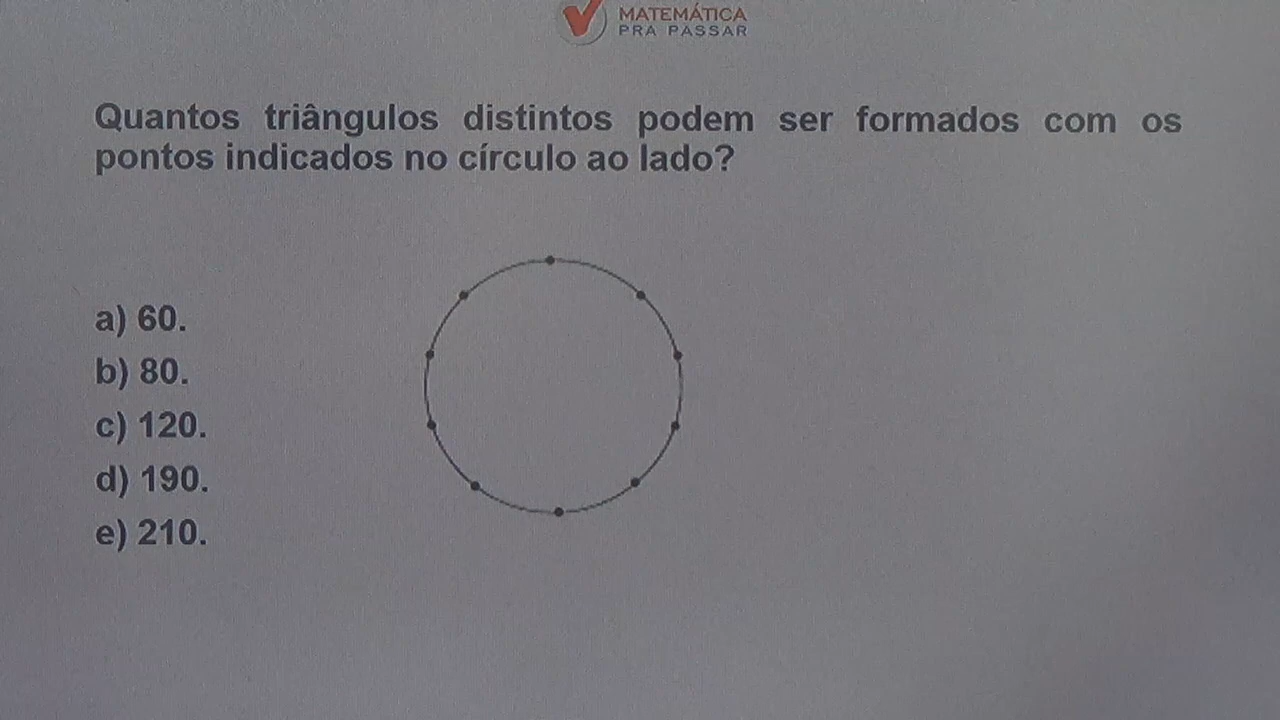 MATEMÁTICA
PRA PASSAR
Quantos triângulos distintos podem ser formados com os
pontos indicados no círculo ao lado?
a) 60.
b) 80.
c) 120.
d) 190.
e) 210.